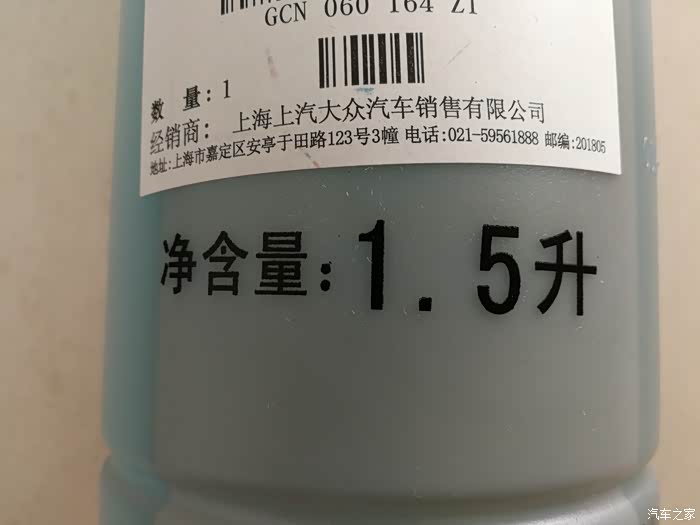 GCN 060 164 Z1
数 量：1
经销商： 上海上汽大众汽车销售有限公司
地址:上海市嘉定区安亭于田路123号3幢 电话:021-59561888 邮编:201805
净含量：1.5升
汽车之家